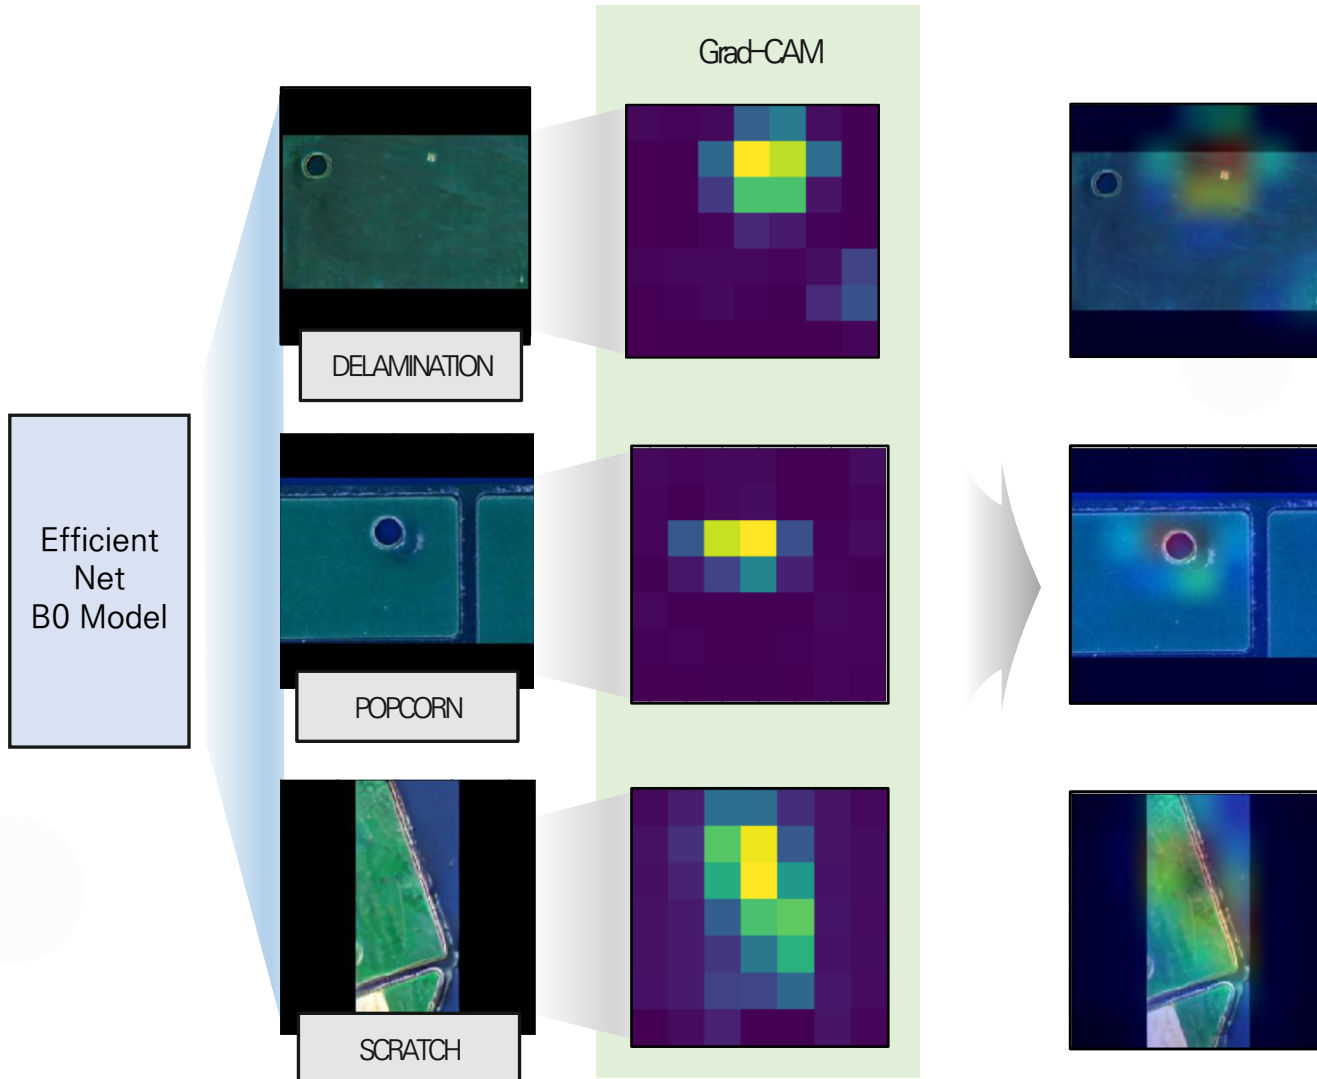 Grad-CAM
DELAMINATION
Efficient
Net
B0 Model
POPCORN
SCRATCH